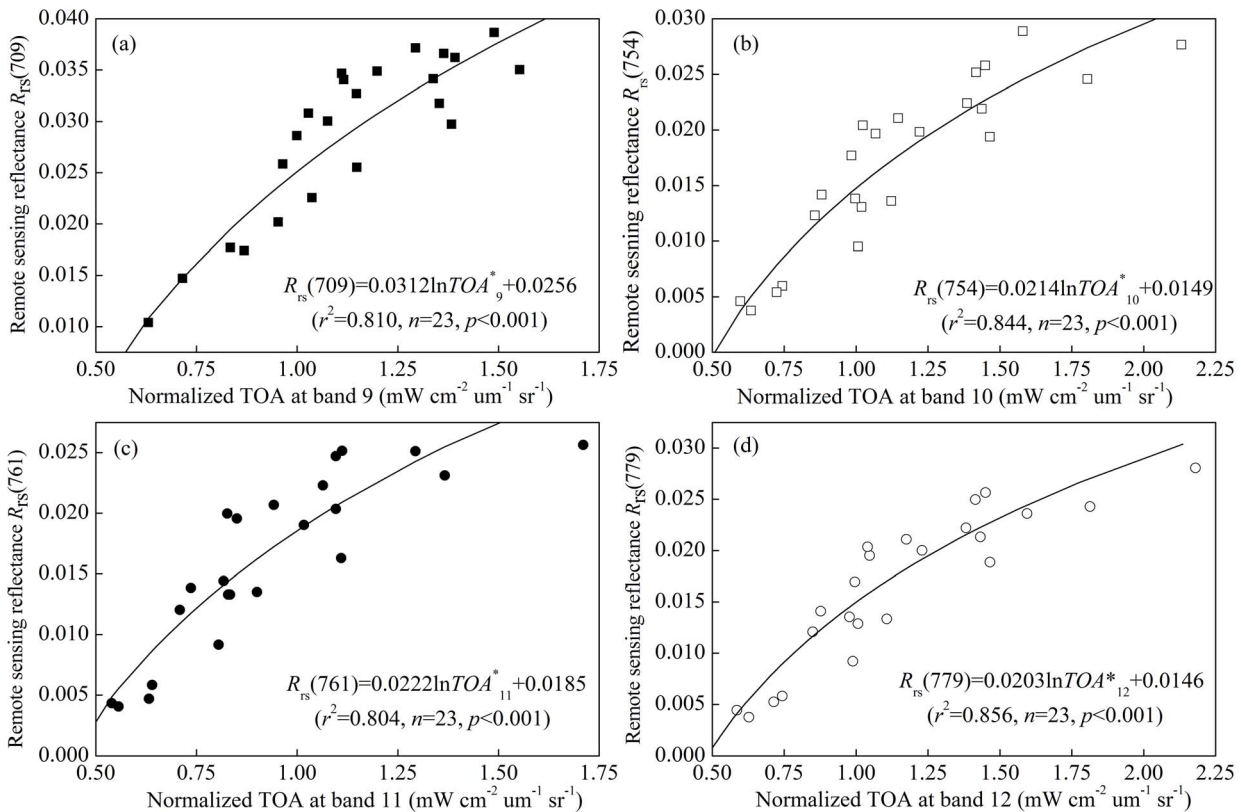 (a)
Remote sensing reflectance Rrs(709)
0.040
0.035
0.030
0.025
0.020
0.015
0.010
Rrs(709)=0.0312lnTOA*9+0.0256
(r2=0.810, n=23, p<0.001)
0.50 0.75 1.00 1.25 1.50 1.75
Normalized TOA at band 9 (mW cm-2 um-1 sr-1)
(b)
Remote sesning reflectance Rrs(754)
0.030
0.025
0.020
0.015
0.010
0.005
0.000
Rrs(754)=0.0214lnTOA*10+0.0149
(r2=0.844, n=23, p<0.001)
0.50 0.75 1.00 1.25 1.50 1.75 2.00 2.25
Normalized TOA at band 10 (mW cm-2 um-1 sr-1)
(c)
Remote sensing reflectance Rrs(761)
0.025
0.020
0.015
0.010
0.005
0.000
Rrs(761)=0.0222lnTOA*11+0.0185
(r2=0.804, n=23, p<0.001)
0.50 0.75 1.00 1.25 1.50 1.75
Normalized TOA at band 11 (mW cm-2 um-1 sr-1)
(d)
Remote sensing reflectance Rrs(779)
0.030
0.025
0.020
0.015
0.010
0.005
0.000
Rrs(779)=0.0203lnTOA*12+0.0146
(r2=0.856, n=23, p<0.001)
0.50 0.75 1.00 1.25 1.50 1.75 2.00 2.25
Normalized TOA at band 12 (mW cm-2 um-1 sr-1)